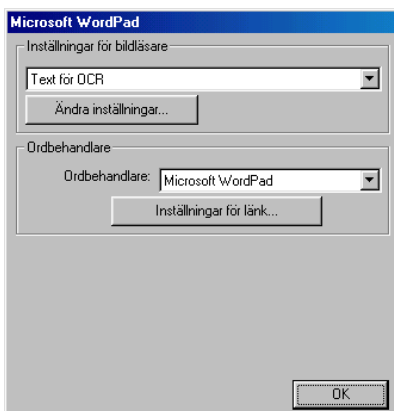 Microsoft WordPad
Inställningar för bildläsare
Text för OCR
Ändra inställningar...
Ordbehandlare
Ordbehandlare: Microsoft WordPad
Inställningar för länk...
OK